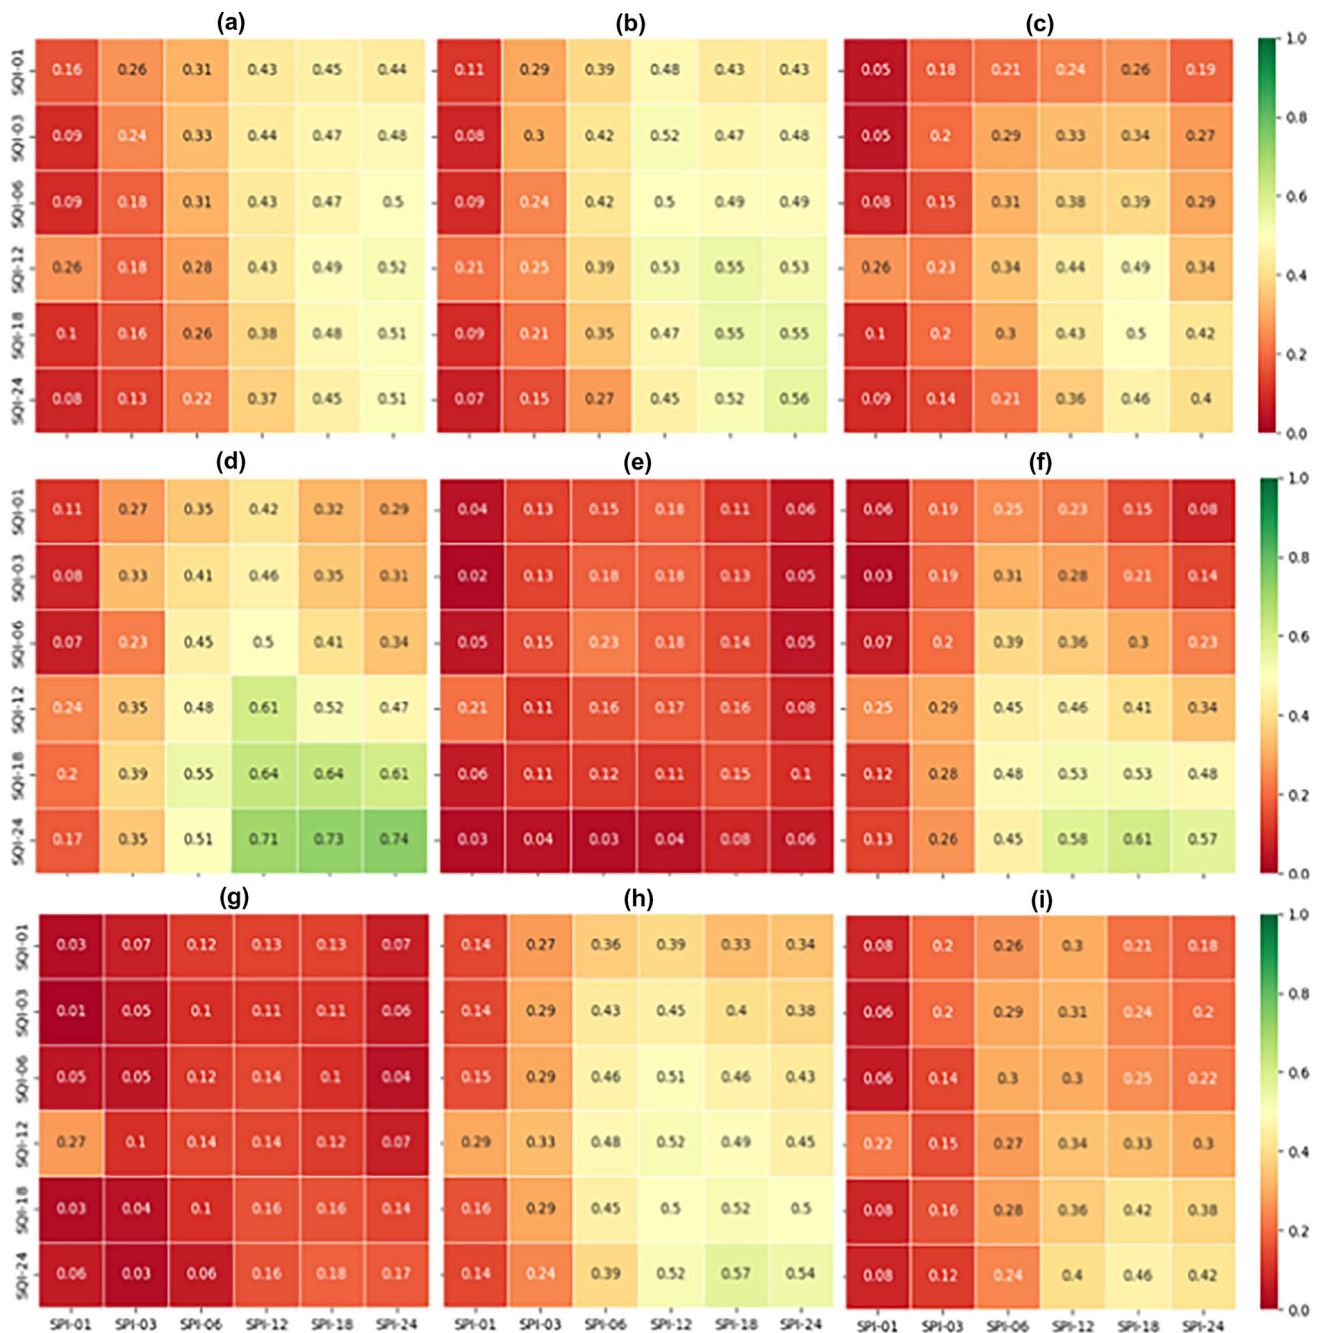 (a) (b) (c)
SQI-01 0.16 0.26 0.31 0.43 0.45 0.44 0.11 0.29 0.39 0.48 0.43 0.43 0.05 0.18 0.21 0.24 0.26 0.19 1.0
SQI-03 0.09 0.24 0.33 0.44 0.47 0.48 0.08 0.3 0.42 0.52 0.47 0.48 0.05 0.2 0.29 0.33 0.34 0.27 0.8
SQI-06 0.09 0.18 0.31 0.43 0.47 0.5 0.09 0.24 0.42 0.5 0.49 0.49 0.08 0.15 0.31 0.38 0.39 0.29 0.6
SQI-12 0.26 0.18 0.28 0.43 0.49 0.52 0.21 0.25 0.39 0.53 0.55 0.53 0.26 0.23 0.34 0.44 0.49 0.34 0.4
SQI-18 0.1 0.16 0.26 0.38 0.48 0.51 0.09 0.21 0.35 0.47 0.55 0.55 0.1 0.2 0.3 0.43 0.5 0.42 0.2
SQI-24 0.08 0.13 0.22 0.37 0.45 0.51 0.07 0.15 0.27 0.45 0.52 0.56 0.09 0.14 0.21 0.36 0.46 0.4 0.0
(d) (e) (f)
SQI-01 0.11 0.27 0.35 0.42 0.32 0.29 0.04 0.13 0.15 0.18 0.11 0.06 0.06 0.19 0.25 0.23 0.15 0.08 1.0
SQI-03 0.08 0.33 0.41 0.46 0.35 0.31 0.02 0.13 0.18 0.18 0.13 0.05 0.03 0.19 0.31 0.28 0.21 0.14 0.8
SQI-06 0.07 0.23 0.45 0.5 0.41 0.34 0.05 0.15 0.23 0.18 0.14 0.05 0.07 0.2 0.39 0.36 0.3 0.23 0.6
SQI-12 0.24 0.35 0.48 0.61 0.52 0.47 0.21 0.11 0.16 0.17 0.16 0.08 0.25 0.29 0.45 0.46 0.41 0.34 0.4
SQI-18 0.2 0.39 0.55 0.64 0.64 0.61 0.06 0.11 0.12 0.11 0.15 0.1 0.12 0.28 0.48 0.53 0.53 0.48 0.2
SQI-24 0.17 0.35 0.51 0.71 0.73 0.74 0.03 0.04 0.03 0.04 0.08 0.06 0.13 0.26 0.45 0.58 0.61 0.57 0.0
(g) (h) (i)
SQI-01 0.03 0.07 0.12 0.13 0.13 0.07 0.14 0.27 0.36 0.39 0.33 0.34 0.08 0.2 0.26 0.3 0.21 0.18 1.0
SQI-03 0.01 0.05 0.1 0.11 0.11 0.06 0.14 0.29 0.43 0.45 0.4 0.38 0.06 0.2 0.29 0.31 0.24 0.2 0.8
SQI-06 0.05 0.05 0.12 0.14 0.1 0.04 0.15 0.29 0.46 0.51 0.46 0.43 0.06 0.14 0.3 0.3 0.25 0.22 0.6
SQI-12 0.27 0.1 0.14 0.14 0.12 0.07 0.29 0.33 0.48 0.52 0.49 0.45 0.22 0.15 0.27 0.34 0.33 0.3 0.4
SQI-18 0.03 0.04 0.1 0.16 0.16 0.14 0.16 0.29 0.45 0.5 0.52 0.5 0.08 0.16 0.28 0.36 0.42 0.38 0.2
SQI-24 0.06 0.03 0.06 0.16 0.18 0.17 0.14 0.24 0.39 0.52 0.57 0.54 0.08 0.12 0.24 0.4 0.46 0.42 0.0
SPI-01 SPI-03 SPI-06 SPI-12 SPI-18 SPI-24 SPI-01 SPI-03 SPI-06 SPI-12 SPI-18 SPI-24 SPI-01 SPI-03 SPI-06 SPI-12 SPI-18 SPI-24